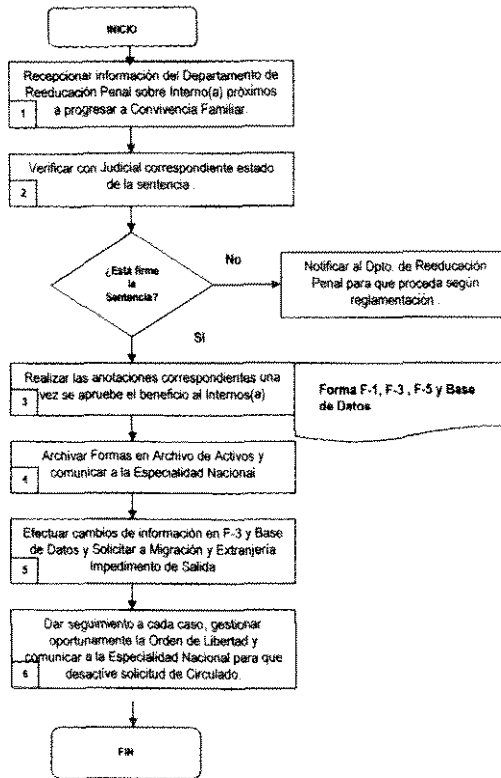 INICIO
Recepcionar información del Departamento de
Reeducación Penal sobre Interno(a) próximos
a progresar a Convivencia Familiar.
1
Verificar con Judicial correspondiente estado
de la sentencia .
2
¿Está firme
la
Sentencia?
No
Notificar al Dpto. de Reeducación
Penal para que proceda según
reglamentación .
Sí
Realizar las anotaciones correspondientes una
vez se apruebe el beneficio al Internos(a)
3
Forma F-1, F-3 , F-5 y Base
de Datos
Archivar Formas en Archivo de Activos y
comunicar a la Especialidad Nacional
4
Efectuar cambios de información en F-3 y Base
de Datos y Solicitar a Migración y Extranjería
Impedimento de Salida
5
Dar seguimiento a cada caso, gestionar
oportunamente la Orden de Libertad y
comunicar a la Especialidad Nacional para que
desactive solicitud de Circulado.
6
FIN